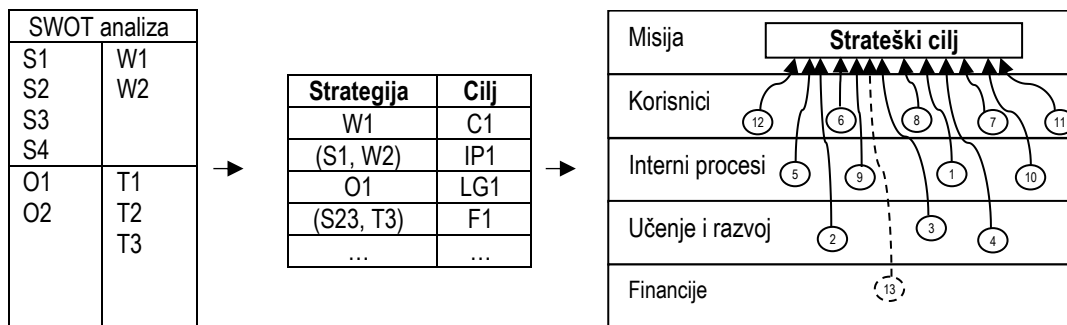 SWOT analiza
S1 W1
S2 W2
S3
S4
O1 T1
O2 T2
T3
Strategija Cilj
W1 C1
(S1, W2) IP1
O1 LG1
(S23, T3) F1
… …
Misija Strateški cilj
Korisnici
12 6 8 7 11
Interni procesi
5 9 1 10
Učenje i razvoj
2 3 4
Financije
13